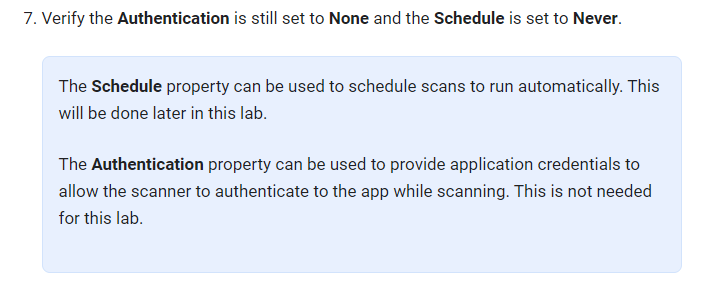 7. Verify the Authentication is still set to None and the Schedule is set to Never.
The Schedule property can be used to schedule scans to run automatically. This
will be done later in this lab.
The Authentication property can be used to provide application credentials to
allow the scanner to authenticate to the app while scanning. This is not needed
for this lab.